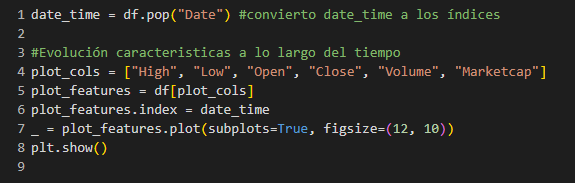 1 date_time = df.pop("Date") #convierto date_time a los índices
2
3 #Evolución caracteristicas a lo largo del tiempo
4 plot_cols = ["High", "Low", "Open", "Close", "Volume", "Marketcap"]
5 plot_features = df[plot_cols]
6 plot_features.index = date_time
7 _ = plot_features.plot(subplots=True, figsize=(12, 10))
8 plt.show()
9